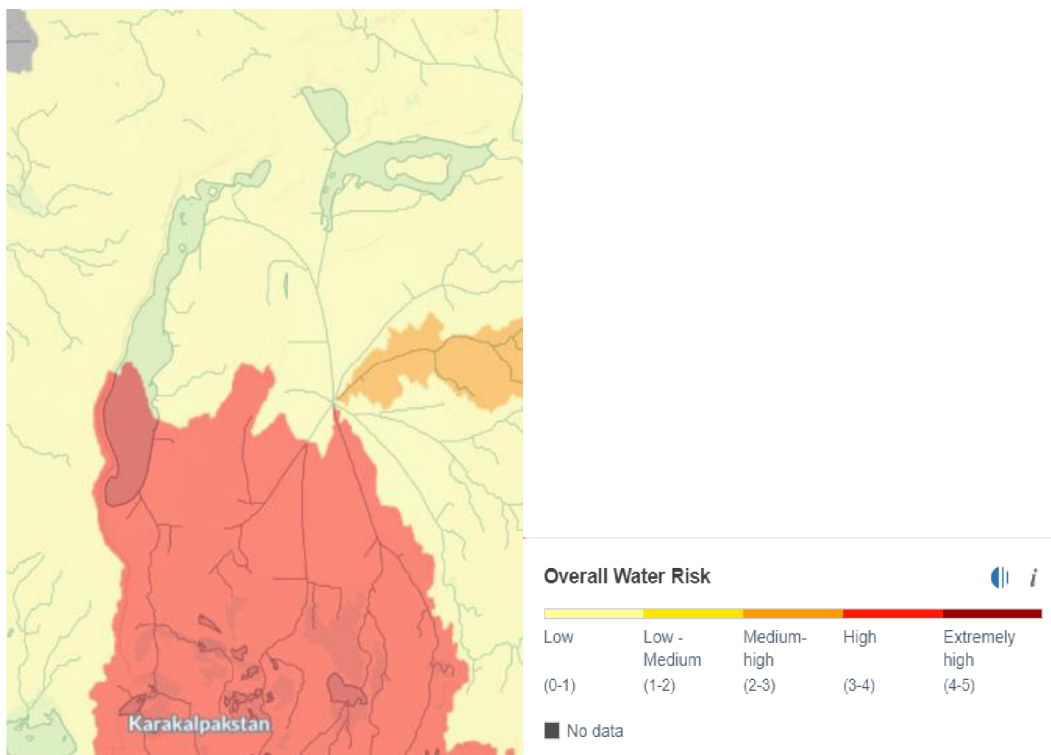 Karakalpakstan
Overall Water Risk
i
Low
Low -
Medium
Medium-
high
High
Extremely
high
(0-1)
(1-2)
(2-3)
(3-4)
(4-5)
No data